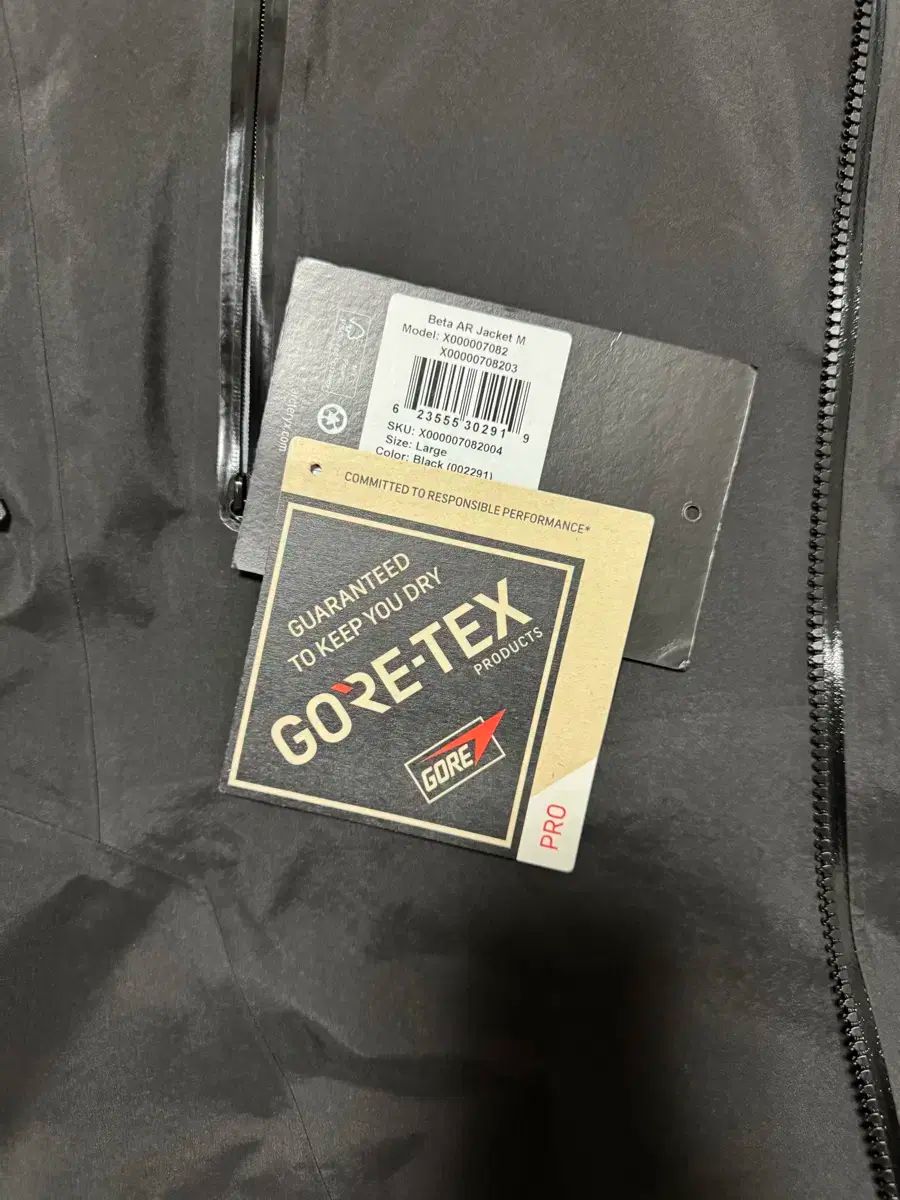 Beta AR Jacket M
Model: X000007082
X00000708203
6 23555 30291 9
SKU: X000007082004
Size: Large
Color: Black (002291)
COMMITTED TO RESPONSIBLE PERFORMANCE*
GUARANTEED
TO KEEP YOU DRY
GORE-TEX
PRODUCTS
GORE
PRO